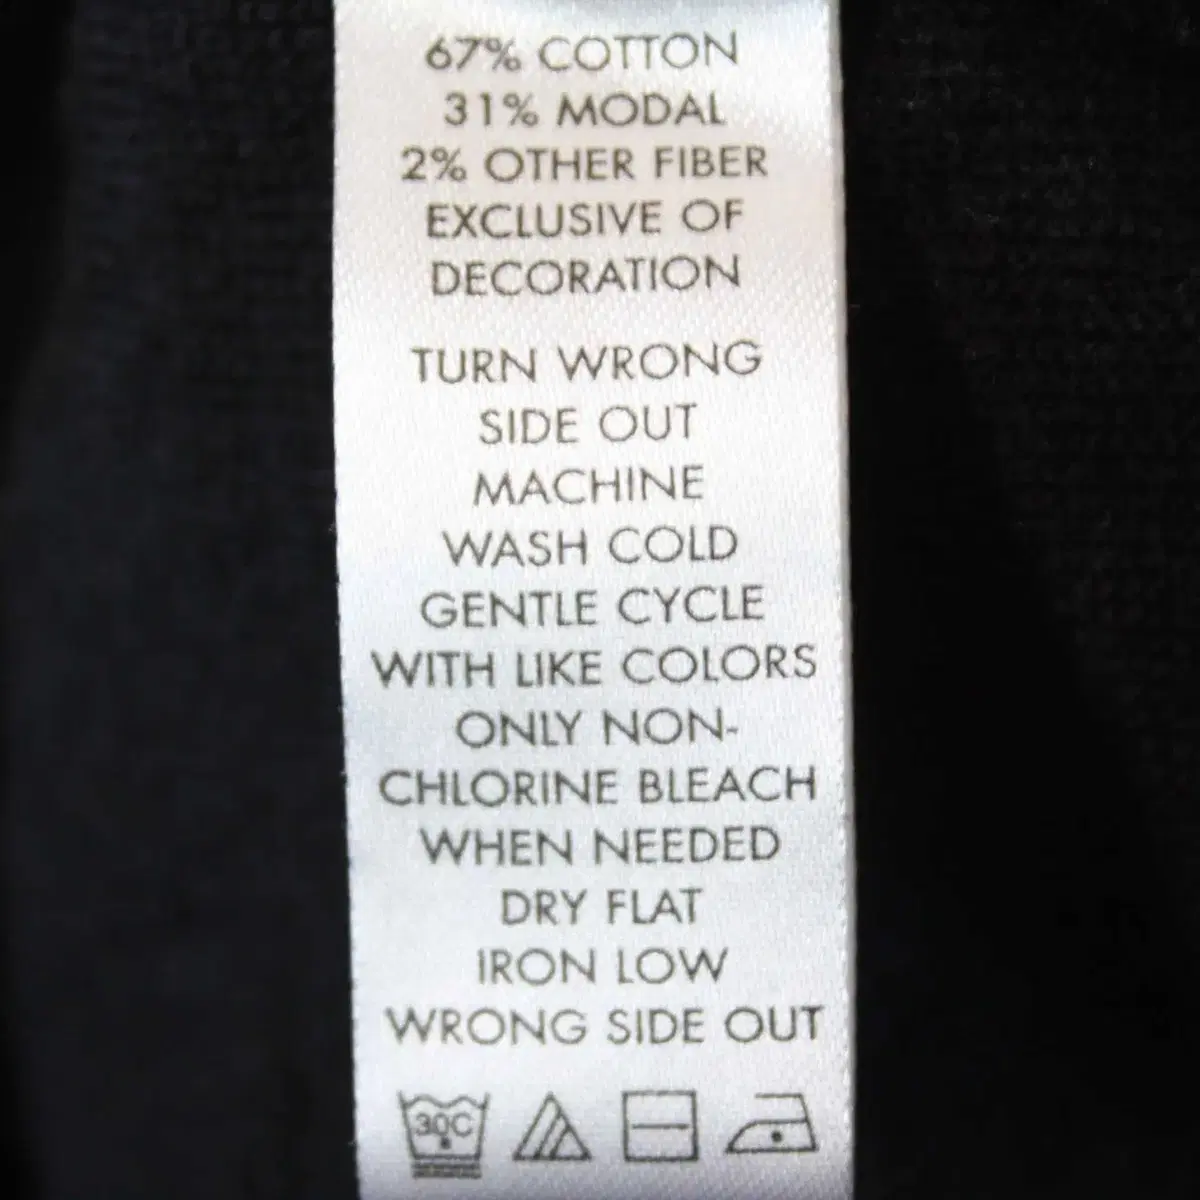 67% COTTON
31% MODAL
2% OTHER FIBER
EXCLUSIVE OF
DECORATION
TURN WRONG
SIDE OUT
MACHINE
WASH COLD
GENTLE CYCLE
WITH LIKE COLORS
ONLY NON-
CHLORINE BLEACH
WHEN NEEDED
DRY FLAT
IRON LOW
WRONG SIDE OUT
30C